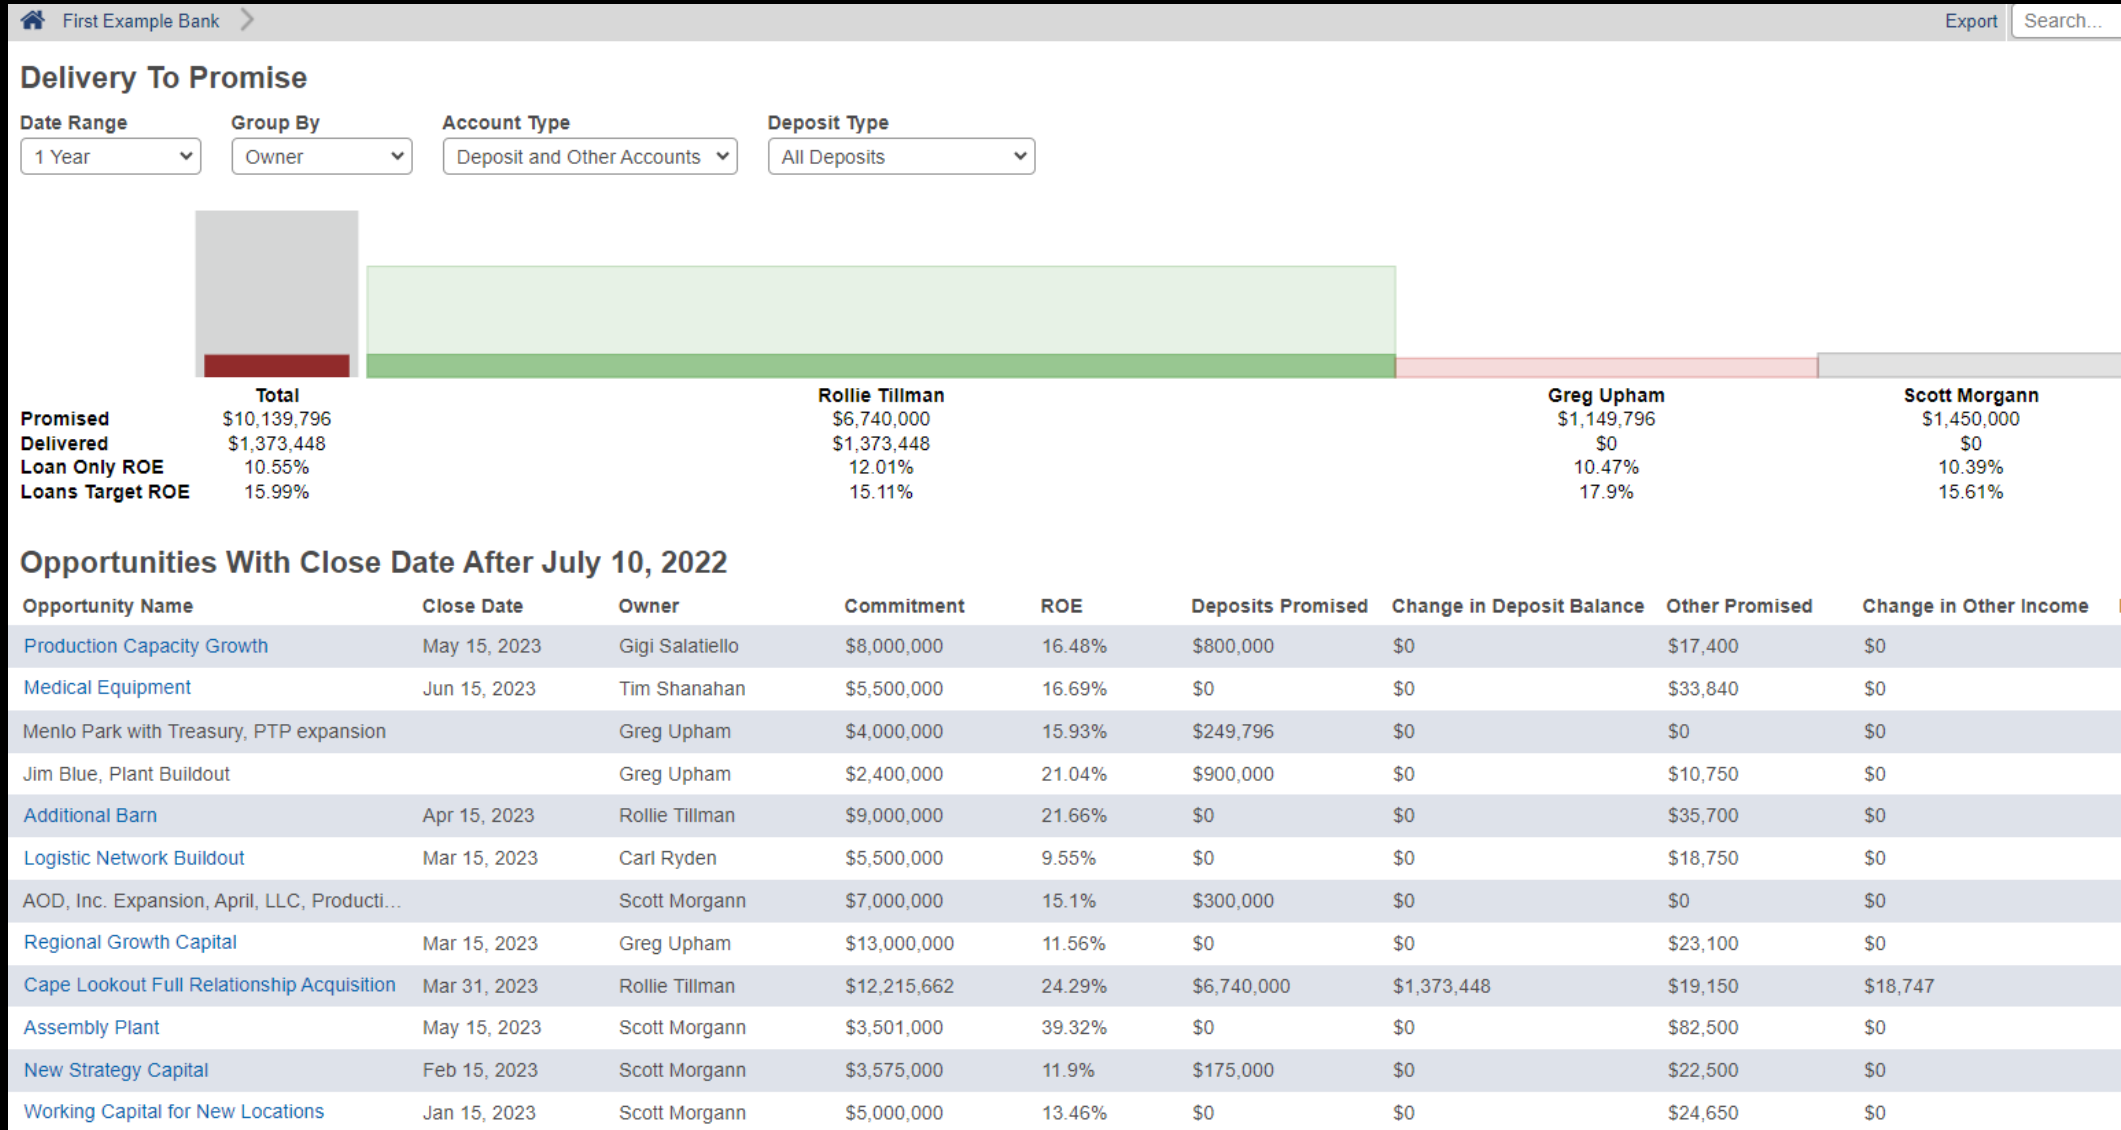 First Example Bank Export Search...
Delivery To Promise
Date Range Group By Account Type Deposit Type
1 Year Owner Deposit and Other Accounts All Deposits
Total Rollie Tillman Greg Upham Scott Morgann
Promised $10,139,796 $6,740,000 $1,149,796 $1,450,000
Delivered $1,373,448 $1,373,448 $0 $0
Loan Only ROE 10.55% 12.01% 10.47% 10.39%
Loans Target ROE 15.99% 15.11% 17.9% 15.61%
Opportunities With Close Date After July 10, 2022
Opportunity Name Close Date Owner Commitment ROE Deposits Promised Change in Deposit Balance Other Promised Change in Other Income
Production Capacity Growth May 15, 2023 Gigi Salatiello $8,000,000 16.48% $800,000 $0 $17,400 $0
Medical Equipment Jun 15, 2023 Tim Shanahan $5,500,000 16.69% $0 $0 $33,840 $0
Menlo Park with Treasury, PTP expansion Greg Upham $4,000,000 15.93% $249,796 $0 $0 $0
Jim Blue, Plant Buildout Greg Upham $2,400,000 21.04% $900,000 $0 $10,750 $0
Additional Barn Apr 15, 2023 Rollie Tillman $9,000,000 21.66% $0 $0 $35,700 $0
Logistic Network Buildout Mar 15, 2023 Carl Ryden $5,500,000 9.55% $0 $0 $18,750 $0
AOD, Inc. Expansion, April, LLC, Producti... Scott Morgann $7,000,000 15.1% $300,000 $0 $0 $0
Regional Growth Capital Mar 15, 2023 Greg Upham $13,000,000 11.56% $0 $0 $23,100 $0
Cape Lookout Full Relationship Acquisition Mar 31, 2023 Rollie Tillman $12,215,662 24.29% $6,740,000 $1,373,448 $19,150 $18,747
Assembly Plant May 15, 2023 Scott Morgann $3,501,000 39.32% $0 $0 $82,500 $0
New Strategy Capital Feb 15, 2023 Scott Morgann $3,575,000 11.9% $175,000 $0 $22,500 $0
Working Capital for New Locations Jan 15, 2023 Scott Morgann $5,000,000 13.46% $0 $0 $24,650 $0